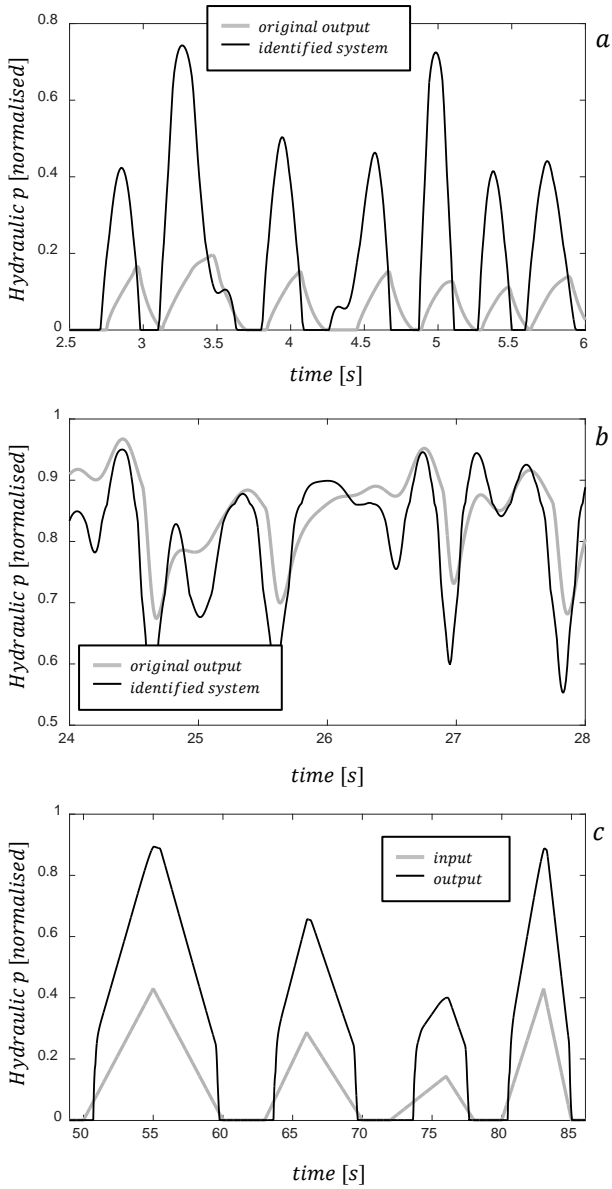 a
original output
identified system
Hydraulic p [normalised]
0.8
0.6
0.4
0.2
0
2.5 3 3.5 4 4.5 5 5.5 6
time [s]
b
Hydraulic p [normalised]
1
0.9
0.8
0.7
0.6
0.5
original output
identified system
24 25 26 27 28
time [s]
c
input
output
Hydraulic p [normalised]
1
0.8
0.6
0.4
0.2
0
50 55 60 65 70 75 80 85
time [s]